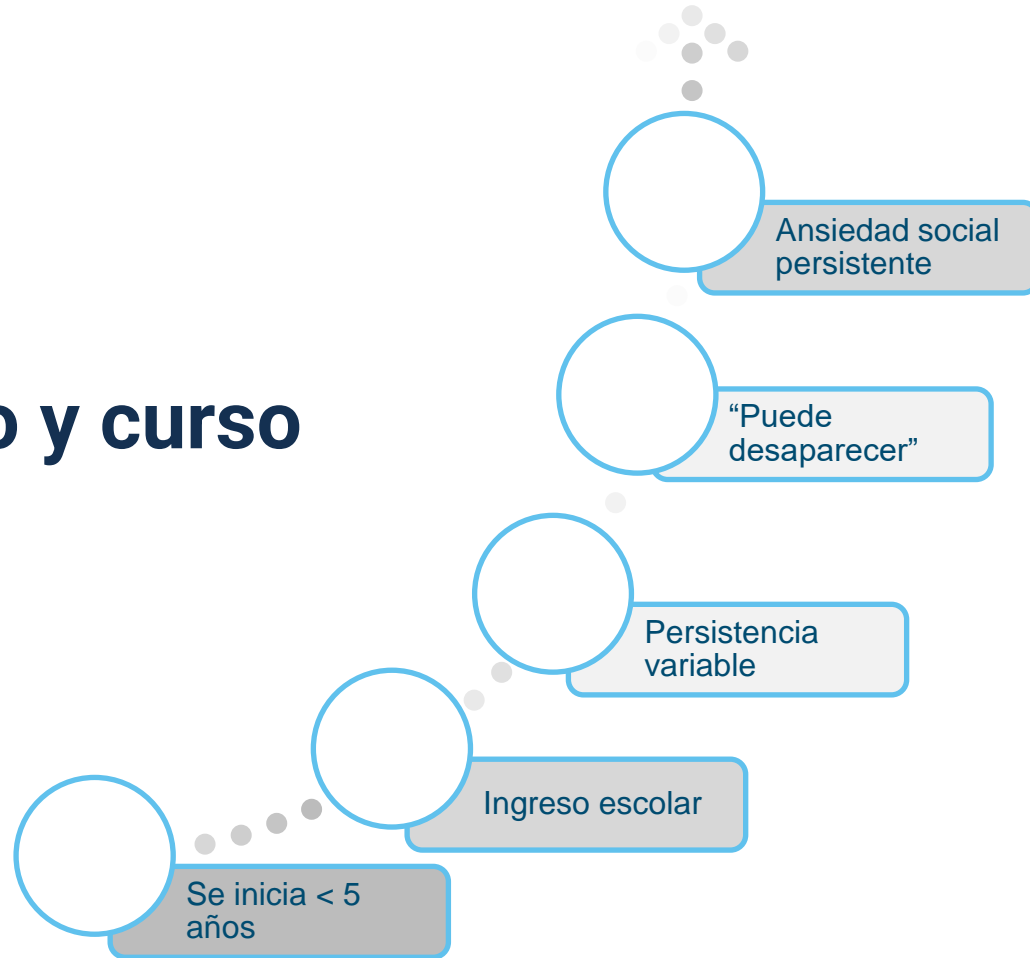 Ansiedad social
persistente
“Puede
desaparecer”
o y curso
Persistencia
variable
Ingreso escolar
Se inicia < 5
años